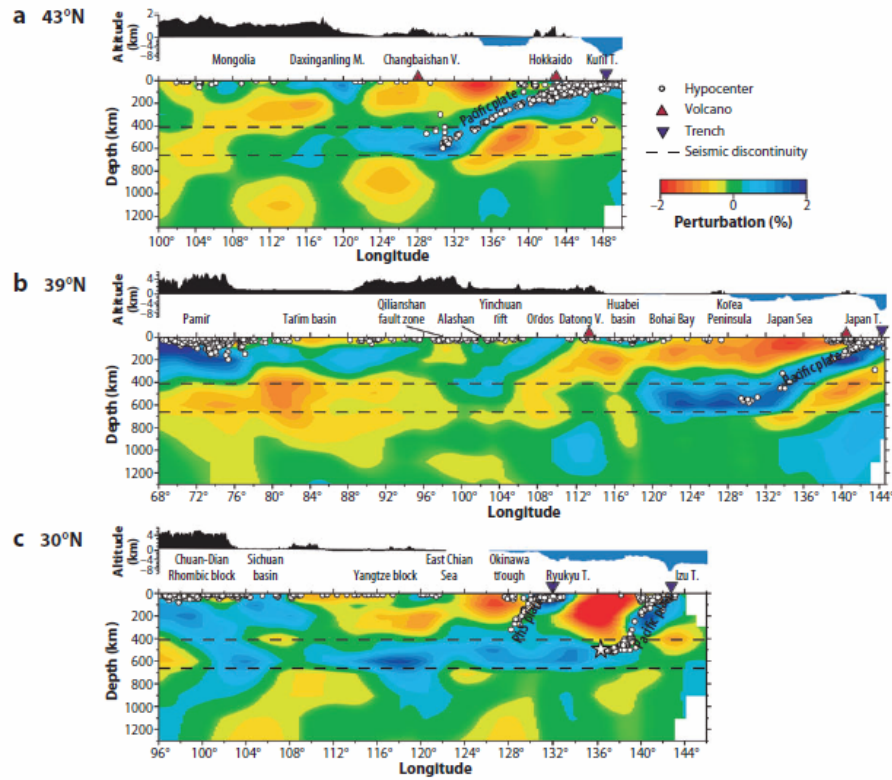 a 43°N
Altitude (km)
2
0
−4
−8
Mongolia Daxinganling M. Changbaishan V. Hokkaido Kuril T.
Pacific plate
Depth (km)
0
200
400
600
800
1000
1200
100° 104° 108° 112° 116° 120° 124° 128° 132° 136° 140° 144° 148°
Longitude
Hypocenter
Volcano
Trench
Seismic discontinuity
−2 0 2
Perturbation (%)
b 39°N
Altitude (km)
4
0
−4
−8
Pamir Tarim basin Qilianshan fault zone Alashan Yinchuan rift Ordos Datong V. Huabei basin Bohai Bay Korea Peninsula Japan Sea Japan T.
Pacific plate
Depth (km)
0
200
400
600
800
1000
1200
68° 72° 76° 80° 84° 88° 92° 96° 100° 104° 108° 112° 116° 120° 124° 128° 132° 136° 140° 144°
Longitude
c 30°N
Altitude (km)
4
0
−4
−8
Chuan-Dian Rhombic block Sichuan basin Yangtze block East Chian Sea Okinawa trough Ryukyu T. Izu T.
PhS plate
Pacific plate
Depth (km)
0
200
400
600
800
1000
1200
96° 100° 104° 108° 112° 116° 120° 124° 128° 132° 136° 140° 144°
Longitude